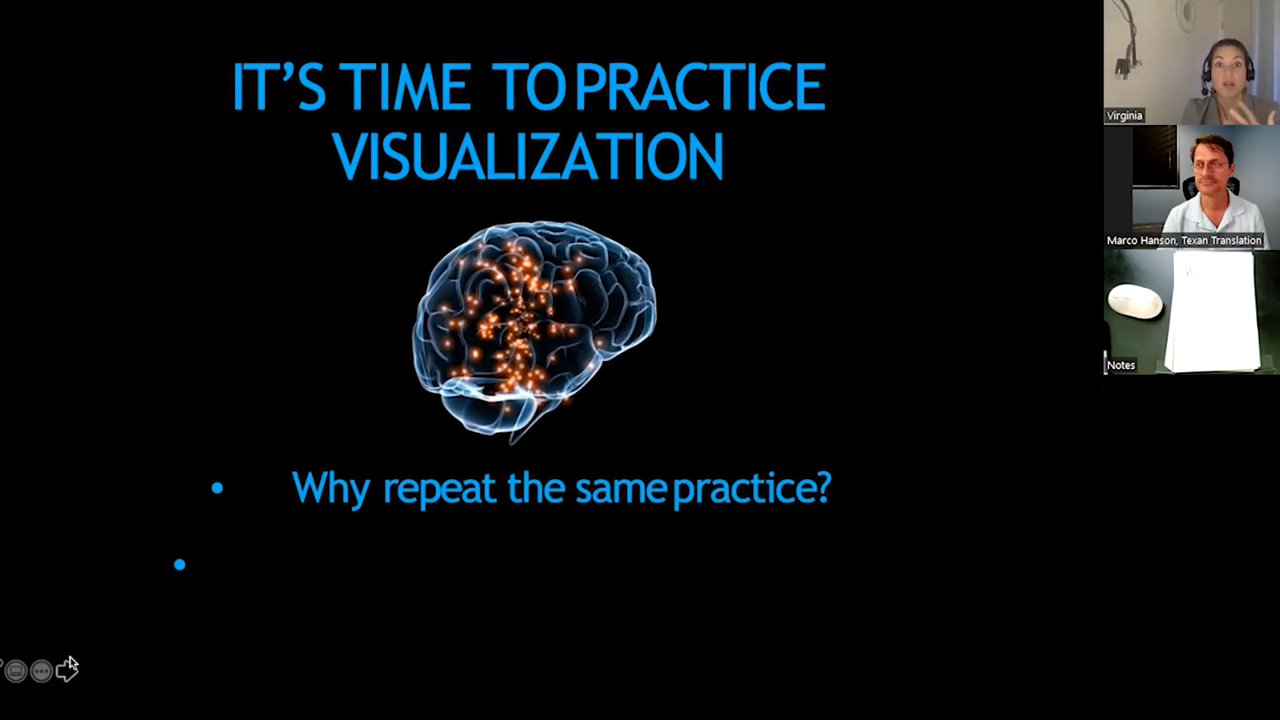 IT'S TIME TO PRACTICE
VISUALIZATION
• Why repeat the same practice?
•
Virginia
Marco Hanson, Texan Translation
Notes